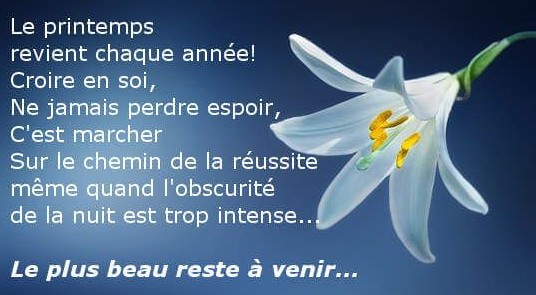 Le printemps
revient chaque année!
Croire en soi,
Ne jamais perdre espoir,
C'est marcher
Sur le chemin de la réussite
même quand l'obscurité
de la nuit est trop intense...
Le plus beau reste à venir...